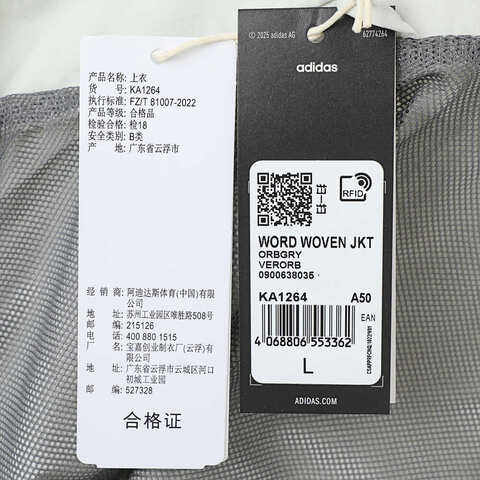 产品名称：上衣
货　　号：KA1264
执行标准：FZ/T 81007-2022
产品等级：合格品
检验合格：检18
安全类别：B类
产　　地：广东省云浮市
经 销 商：阿迪达斯体育(中国)有限
公司
地　　址：苏州工业园区唯胜路508号
邮　　编：215126
电　　话：400 880 1515
厂　　家：宝嘉创业制衣厂(云浮)有
限公司
地　　址：广东省云浮市云城区河口
初城工业园
邮　　编：527328
合格证
© 2025 adidas AG
62774264
adidas
RFID
WORD WOVEN JKT
ORBGRY
VERORB
0900638035
KA1264 A50
EAN
4 068806 553362
L
ADIDAS.COM